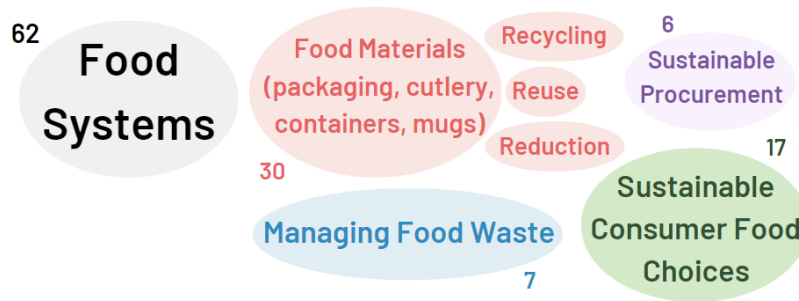 62
Food
Systems
Food Materials
(packaging, cutlery,
containers, mugs)
30
Recycling
Reuse
Reduction
6
Sustainable
Procurement
Managing Food Waste
7
17
Sustainable
Consumer Food
Choices